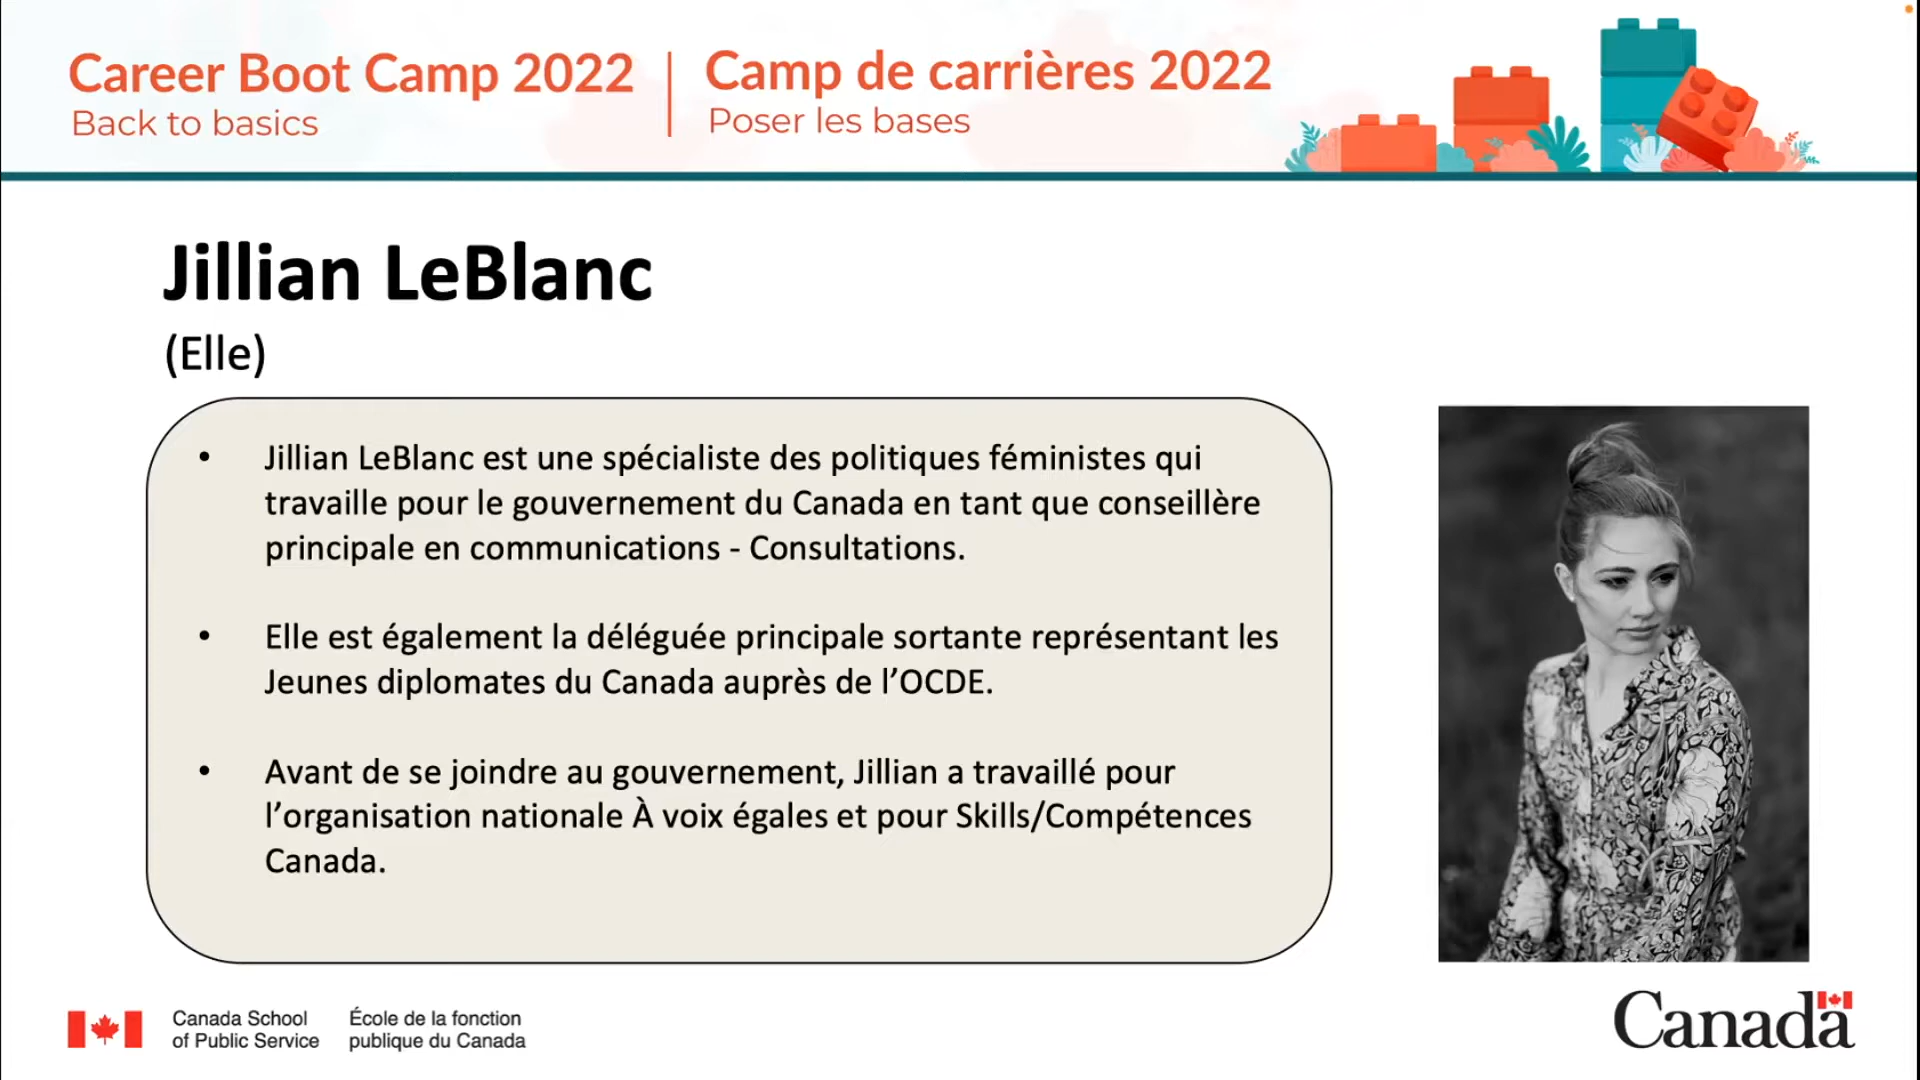 Career Boot Camp 2022
Back to basics
Camp de carrières 2022
Poser les bases
Jillian LeBlanc
(Elle)
• Jillian LeBlanc est une spécialiste des politiques féministes qui
travaille pour le gouvernement du Canada en tant que conseillère
principale en communications - Consultations.
• Elle est également la déléguée principale sortante représentant les
Jeunes diplomates du Canada auprès de l’OCDE.
• Avant de se joindre au gouvernement, Jillian a travaillé pour
l’organisation nationale À voix égales et pour Skills/Compétences
Canada.
Canada School
of Public Service
École de la fonction
publique du Canada
Canada